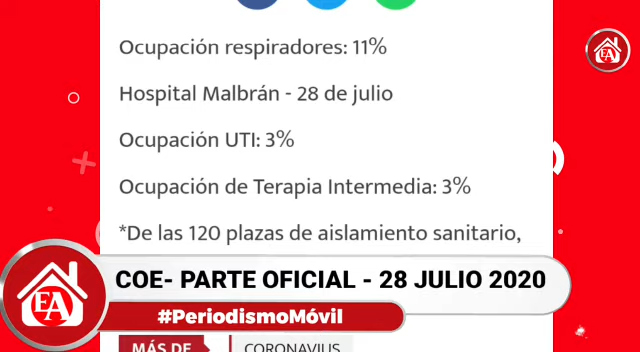 Ocupación respiradores: 11%
Hospital Malbrán - 28 de julio
Ocupación UTI: 3%
Ocupación de Terapia Intermedia: 3%
*De las 120 plazas de aislamiento sanitario,
EA
COE- PARTE OFICIAL - 28 JULIO 2020
#PeriodismoMóvil
MÁS DE
CORONAVIRUS
EA